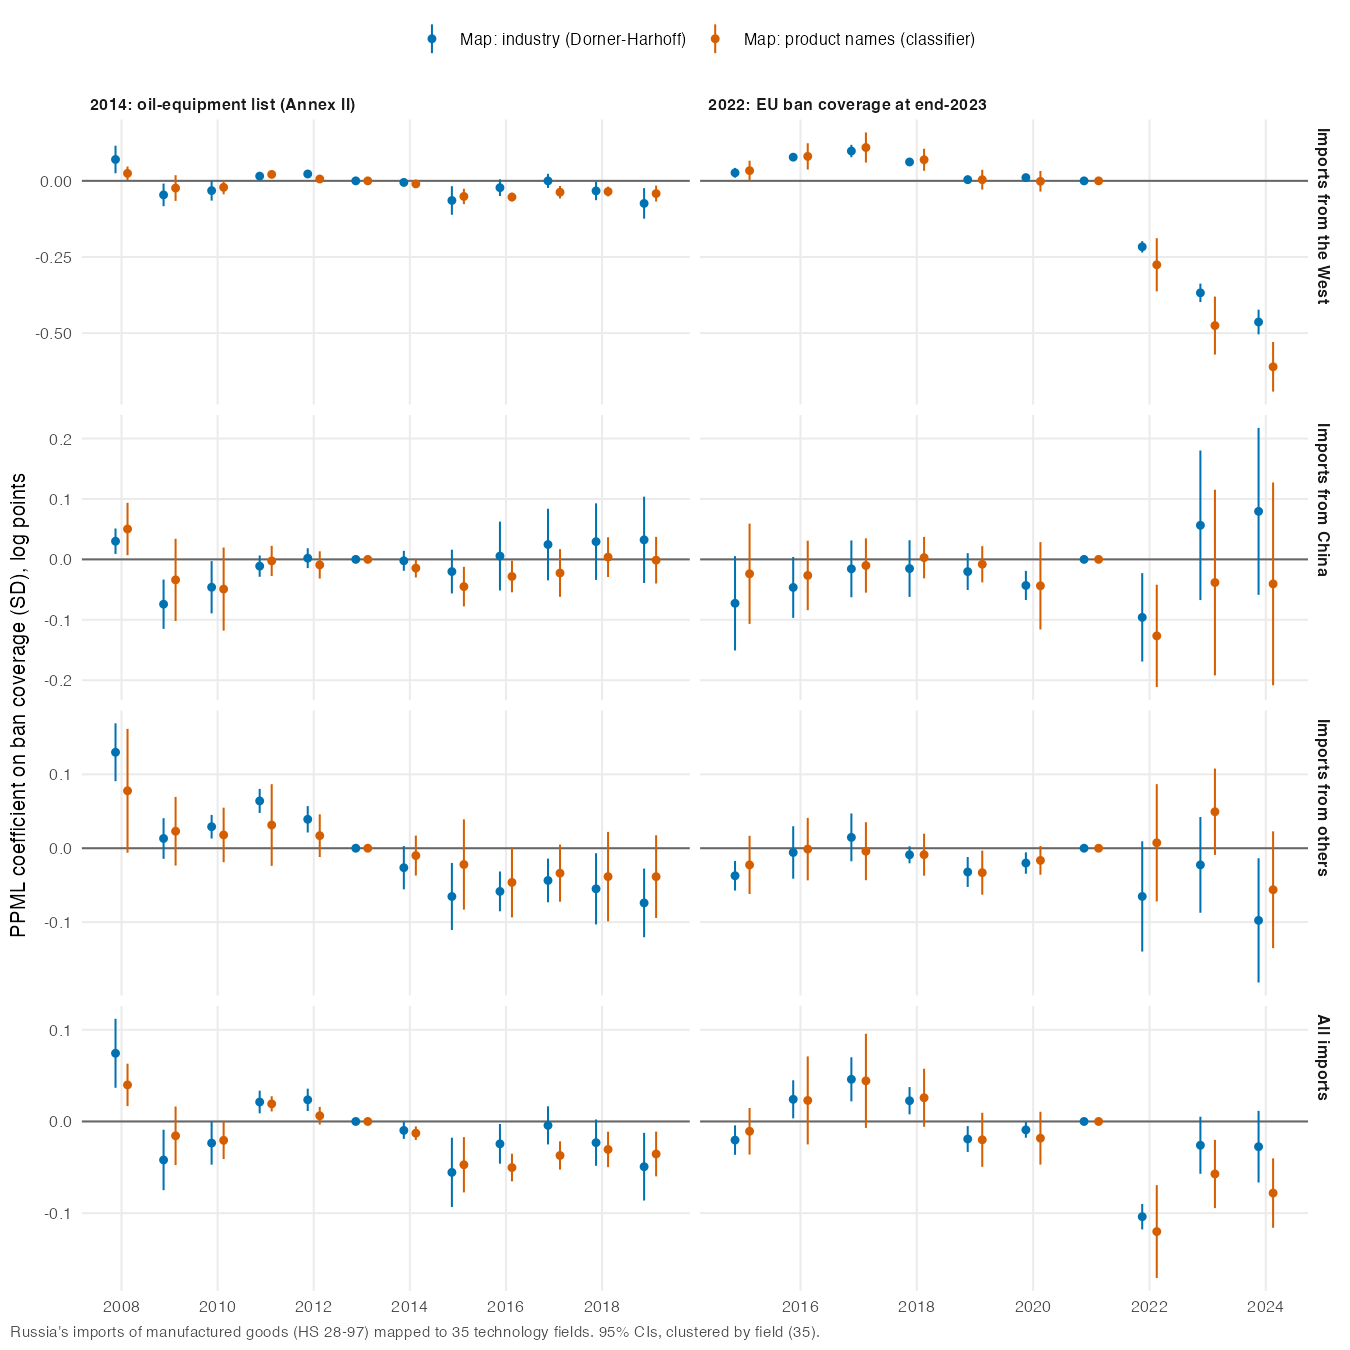 Map: industry (Dorner-Harhoff)
Map: product names (classifier)
2014: oil-equipment list (Annex II)
2022: EU ban coverage at end-2023
PPML coefficient on ban coverage (SD), log points
0.00
-0.25
-0.50
Imports from the West
0.2
0.1
0.0
-0.1
-0.2
Imports from China
0.1
0.0
-0.1
Imports from others
0.1
0.0
-0.1
All imports
2008 2010 2012 2014 2016 2018
2016 2018 2020 2022 2024
Russia's imports of manufactured goods (HS 28-97) mapped to 35 technology fields. 95% CIs, clustered by field (35).